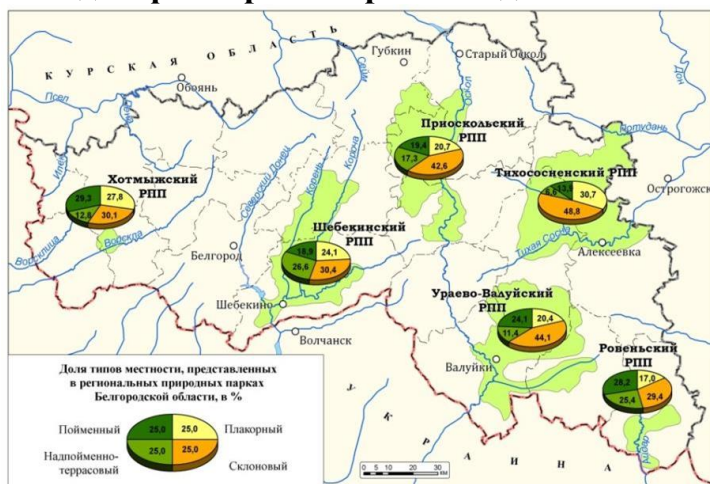 КУРСКАЯ ОБЛАСТЬ
Губкин
Старый Оскол
Обоянь
Сейм
Дон
Псел
Оскол
Потудань
Приоскольский
РПП
19,4 20,7
17,3 42,6
Хотмыжский
РПП
29,3 27,8
12,8 30,1
Тихососненский РПП
30,7
48,8
Острогожск
Северский Донец
Корень
Короча
Шебекинский
РПП
24,1
26,6 30,4
Белгород
Ворскла
Ворсклица
Тихая Сосна
Алексеевка
Шебекино
Волчанск
Ураево-Валуйский
РПП
24,1 20,4
11,4 44,1
Валуйки
Ровеньский
РПП
28,2 17,0
25,4 29,4
УКРАИНА
Доля типов местности, представленных
в региональных природных парках
Белгородской области, в %
Пойменный 25,0 25,0 Плакорный
Надпойменно-
террасовый 25,0 25,0 Склоновый
0 5 10 20 30
км